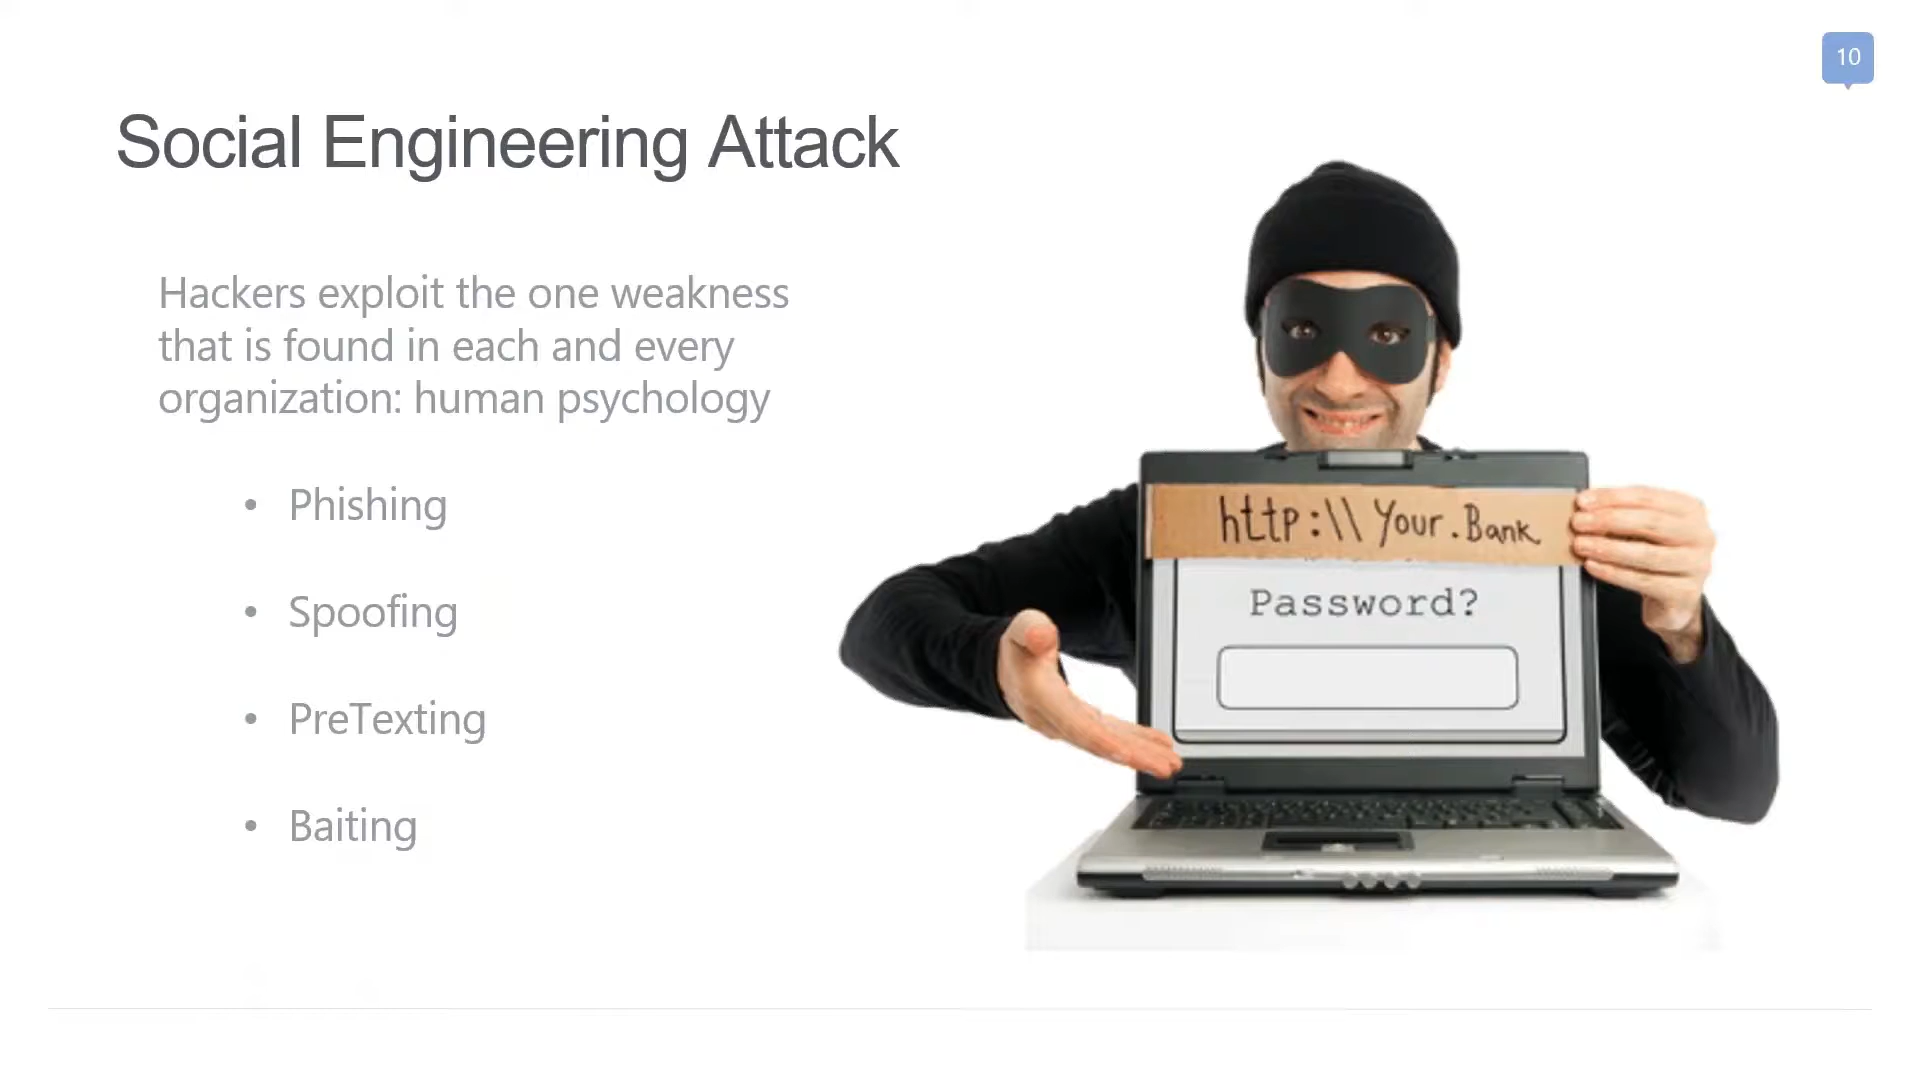 10
Social Engineering Attack
Hackers exploit the one weakness
that is found in each and every
organization: human psychology
• Phishing
• Spoofing
• PreTexting
• Baiting
http:\\Your.Bank
Password?